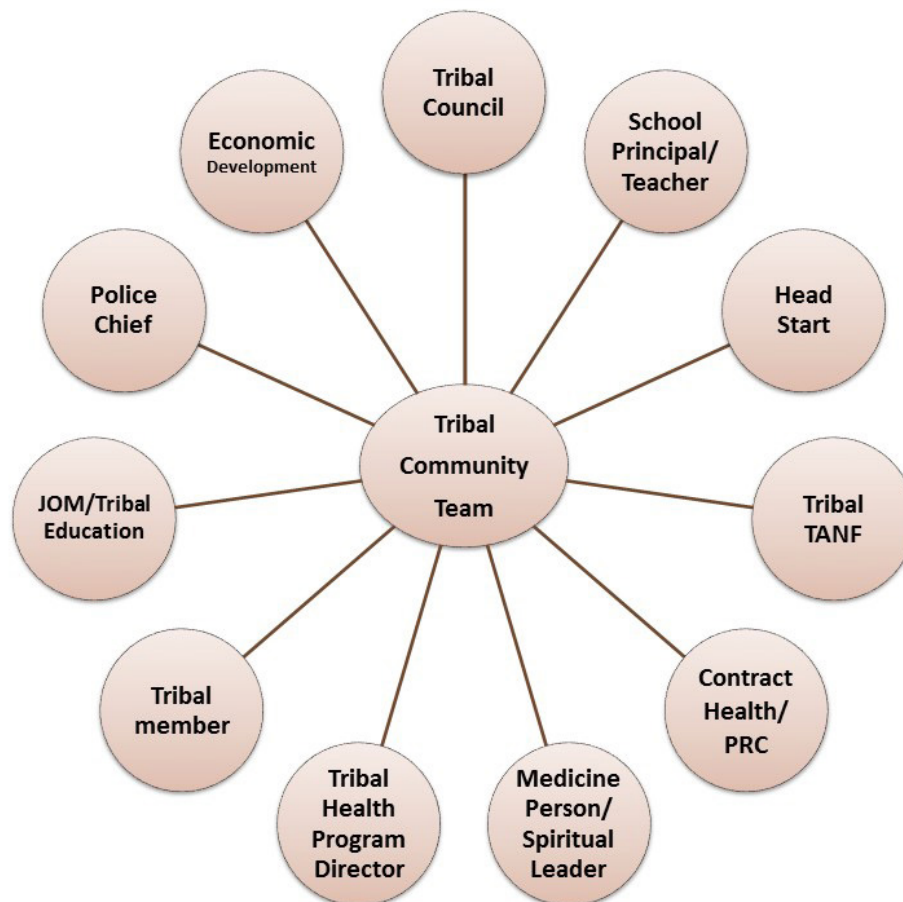 Tribal
Council
School
Principal/
Teacher
Head
Start
Tribal
TANF
Contract
Health/
PRC
Medicine
Person/
Spiritual
Leader
Tribal
Health
Program
Director
Tribal
member
JOM/Tribal
Education
Police
Chief
Economic
Development
Tribal
Community
Team